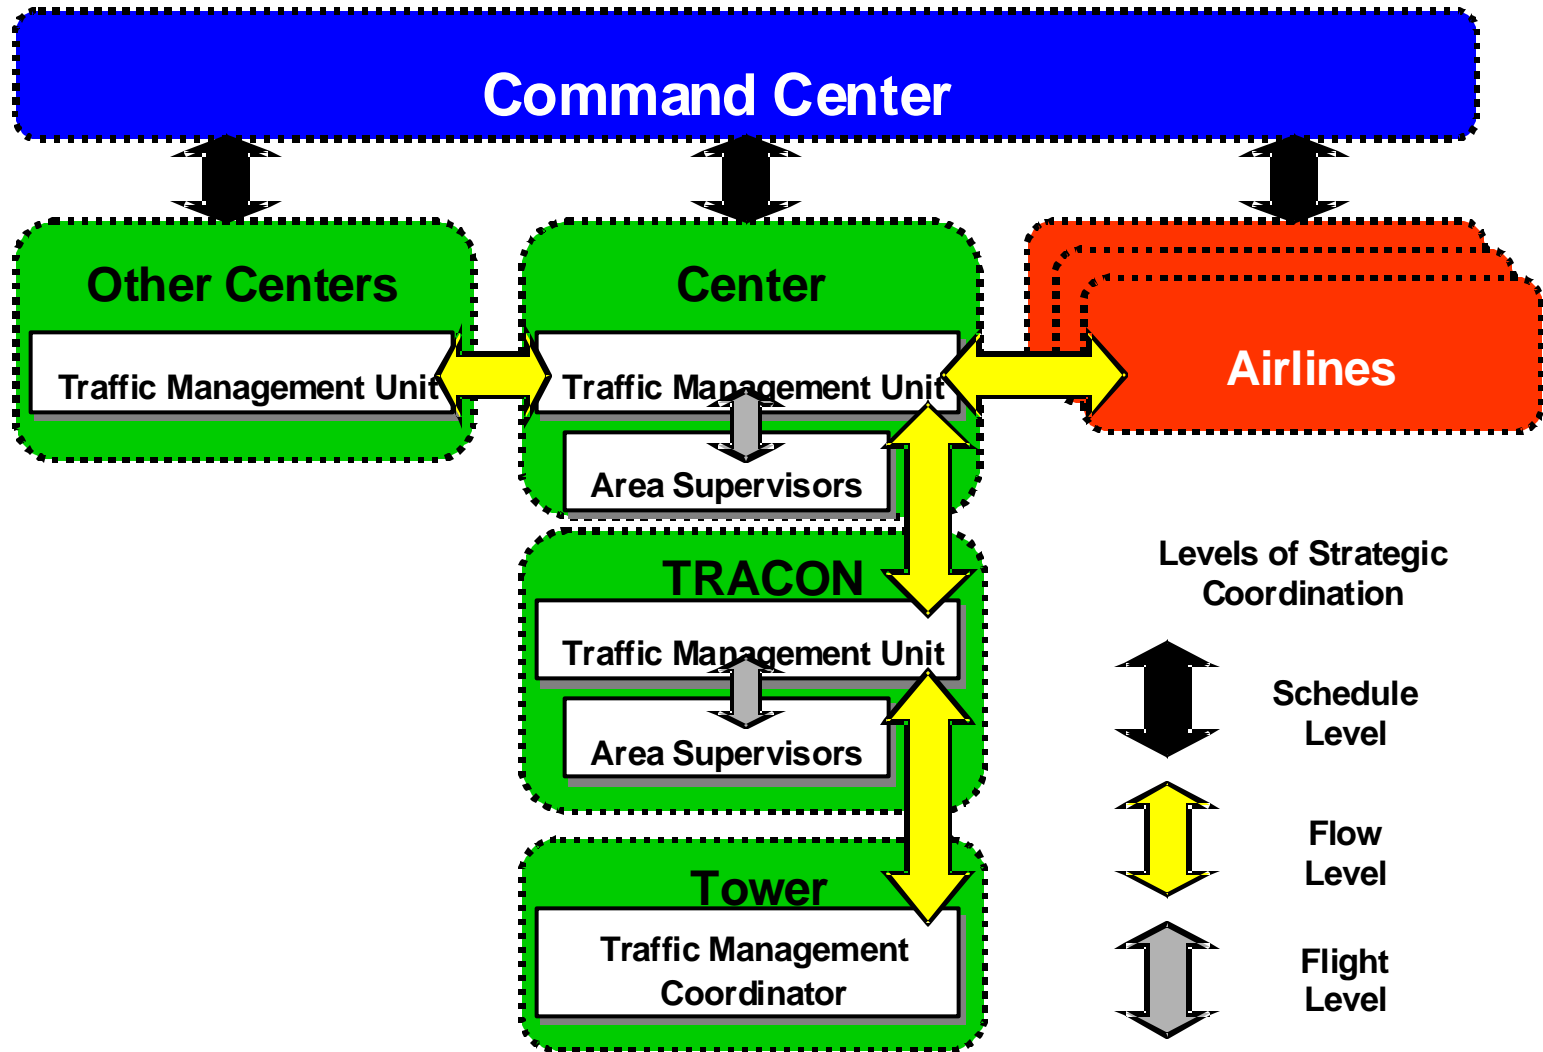 Command Center
Other Centers
Traffic Management Unit
Center
Traffic Management Unit
Area Supervisors
Airlines
TRACON
Traffic Management Unit
Area Supervisors
Tower
Traffic Management
Coordinator
Levels of Strategic
Coordination
Schedule
Level
Flow
Level
Flight
Level